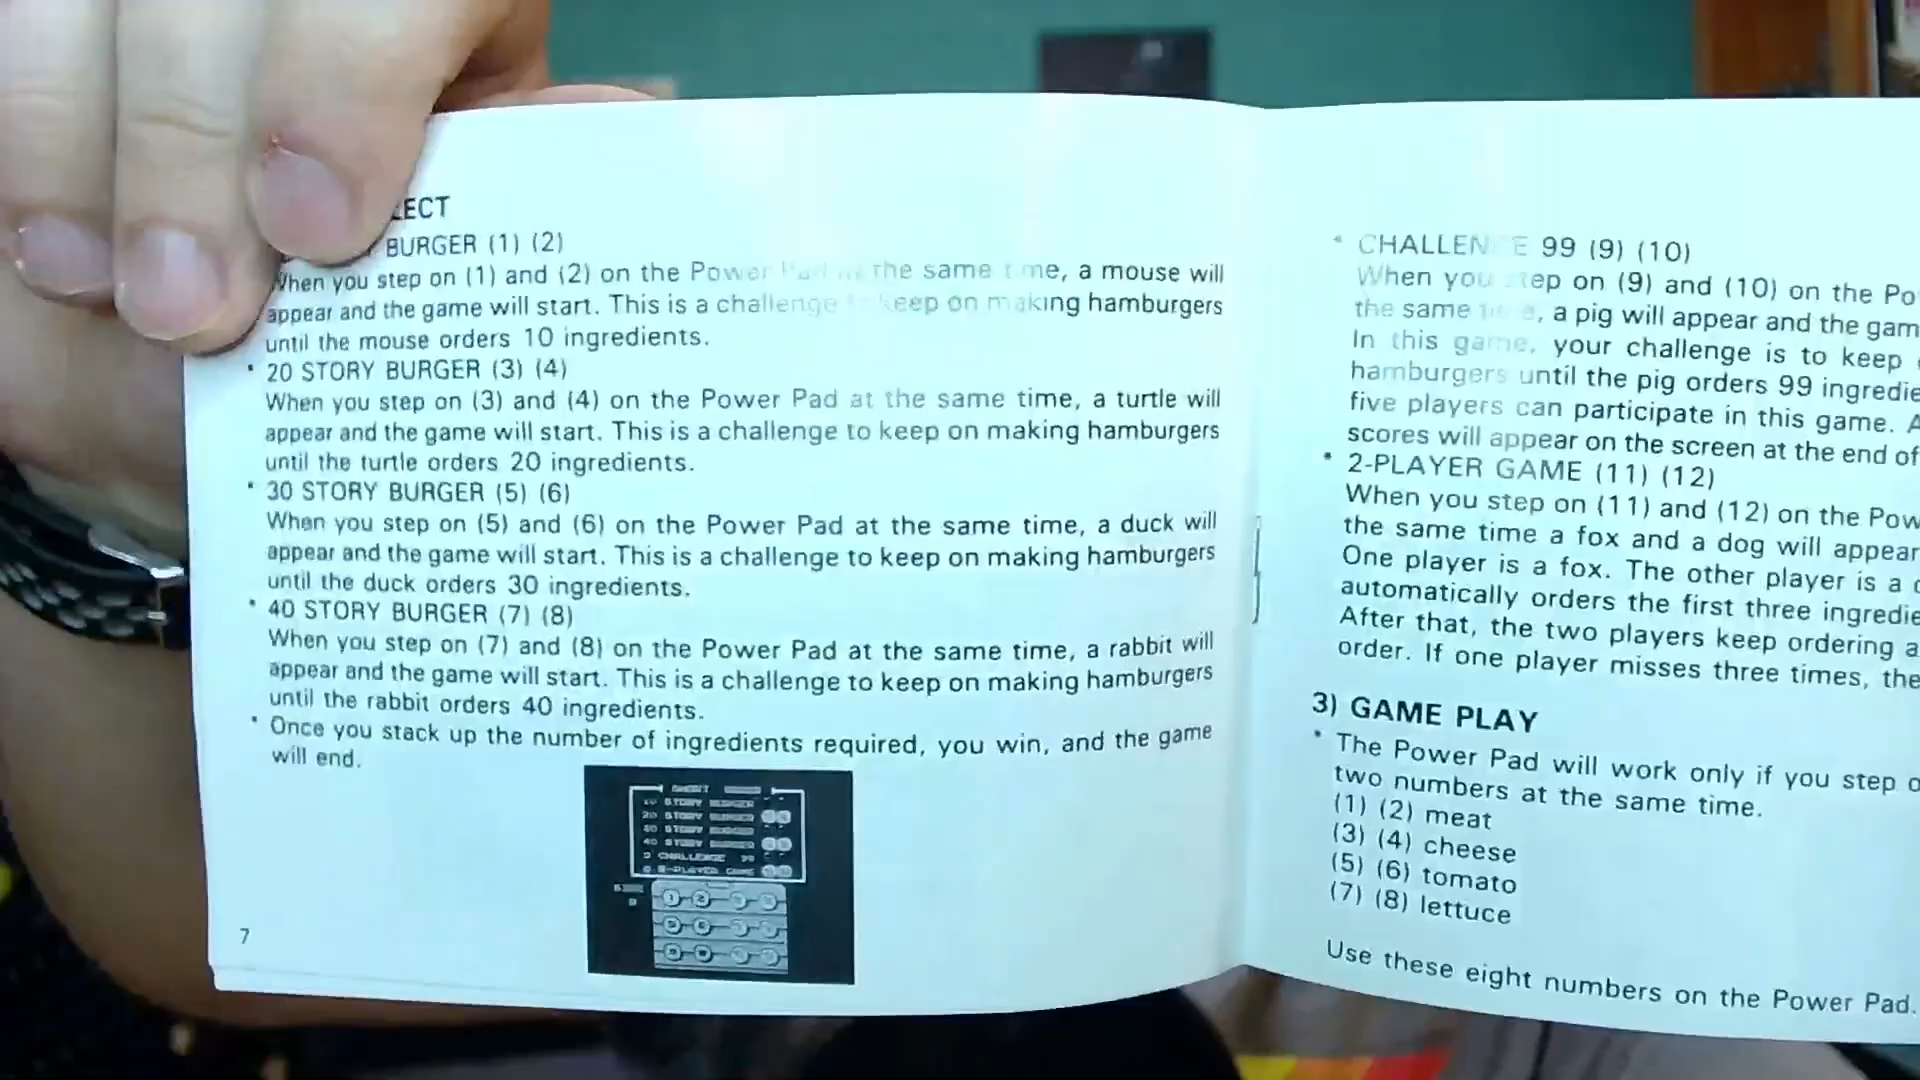 BURGER (1) (2)
When you step on (1) and (2) on the Power Pad at the same time, a mouse will
appear and the game will start. This is a challenge to keep on making hamburgers
until the mouse orders 10 ingredients.
* 20 STORY BURGER (3) (4)
When you step on (3) and (4) on the Power Pad at the same time, a turtle will
appear and the game will start. This is a challenge to keep on making hamburgers
until the turtle orders 20 ingredients.
* 30 STORY BURGER (5) (6)
When you step on (5) and (6) on the Power Pad at the same time, a duck will
appear and the game will start. This is a challenge to keep on making hamburgers
until the duck orders 30 ingredients.
* 40 STORY BURGER (7) (8)
When you step on (7) and (8) on the Power Pad at the same time, a rabbit will
appear and the game will start. This is a challenge to keep on making hamburgers
until the rabbit orders 40 ingredients.
* Once you stack up the number of ingredients required, you win, and the game
will end.
20 STORY BURGER
40 STORY BURGER
CHALLENGE 99
2-PLAYER GAME
7
* CHALLENGE 99 (9) (10)
When you step on (9) and (10) on the
the same time, a pig will appear and the
In this game, your challenge is to keep
hamburgers until the pig orders 99
five players can participate in this game.
scores will appear on the screen at the end of
* 2-PLAYER GAME (11) (12)
When you step on (11) and (12) on the
the same time a fox and a dog will appear
One player is a fox. The other player is a
automatically orders the first three
After that, the two players keep ordering
order. If one player misses three times,
3) GAME PLAY
* The Power Pad will work only if you step
two numbers at the same time.
(1) (2) meat
(3) (4) cheese
(5) (6) tomato
(7) (8) lettuce
Use these eight numbers on the Power Pad.